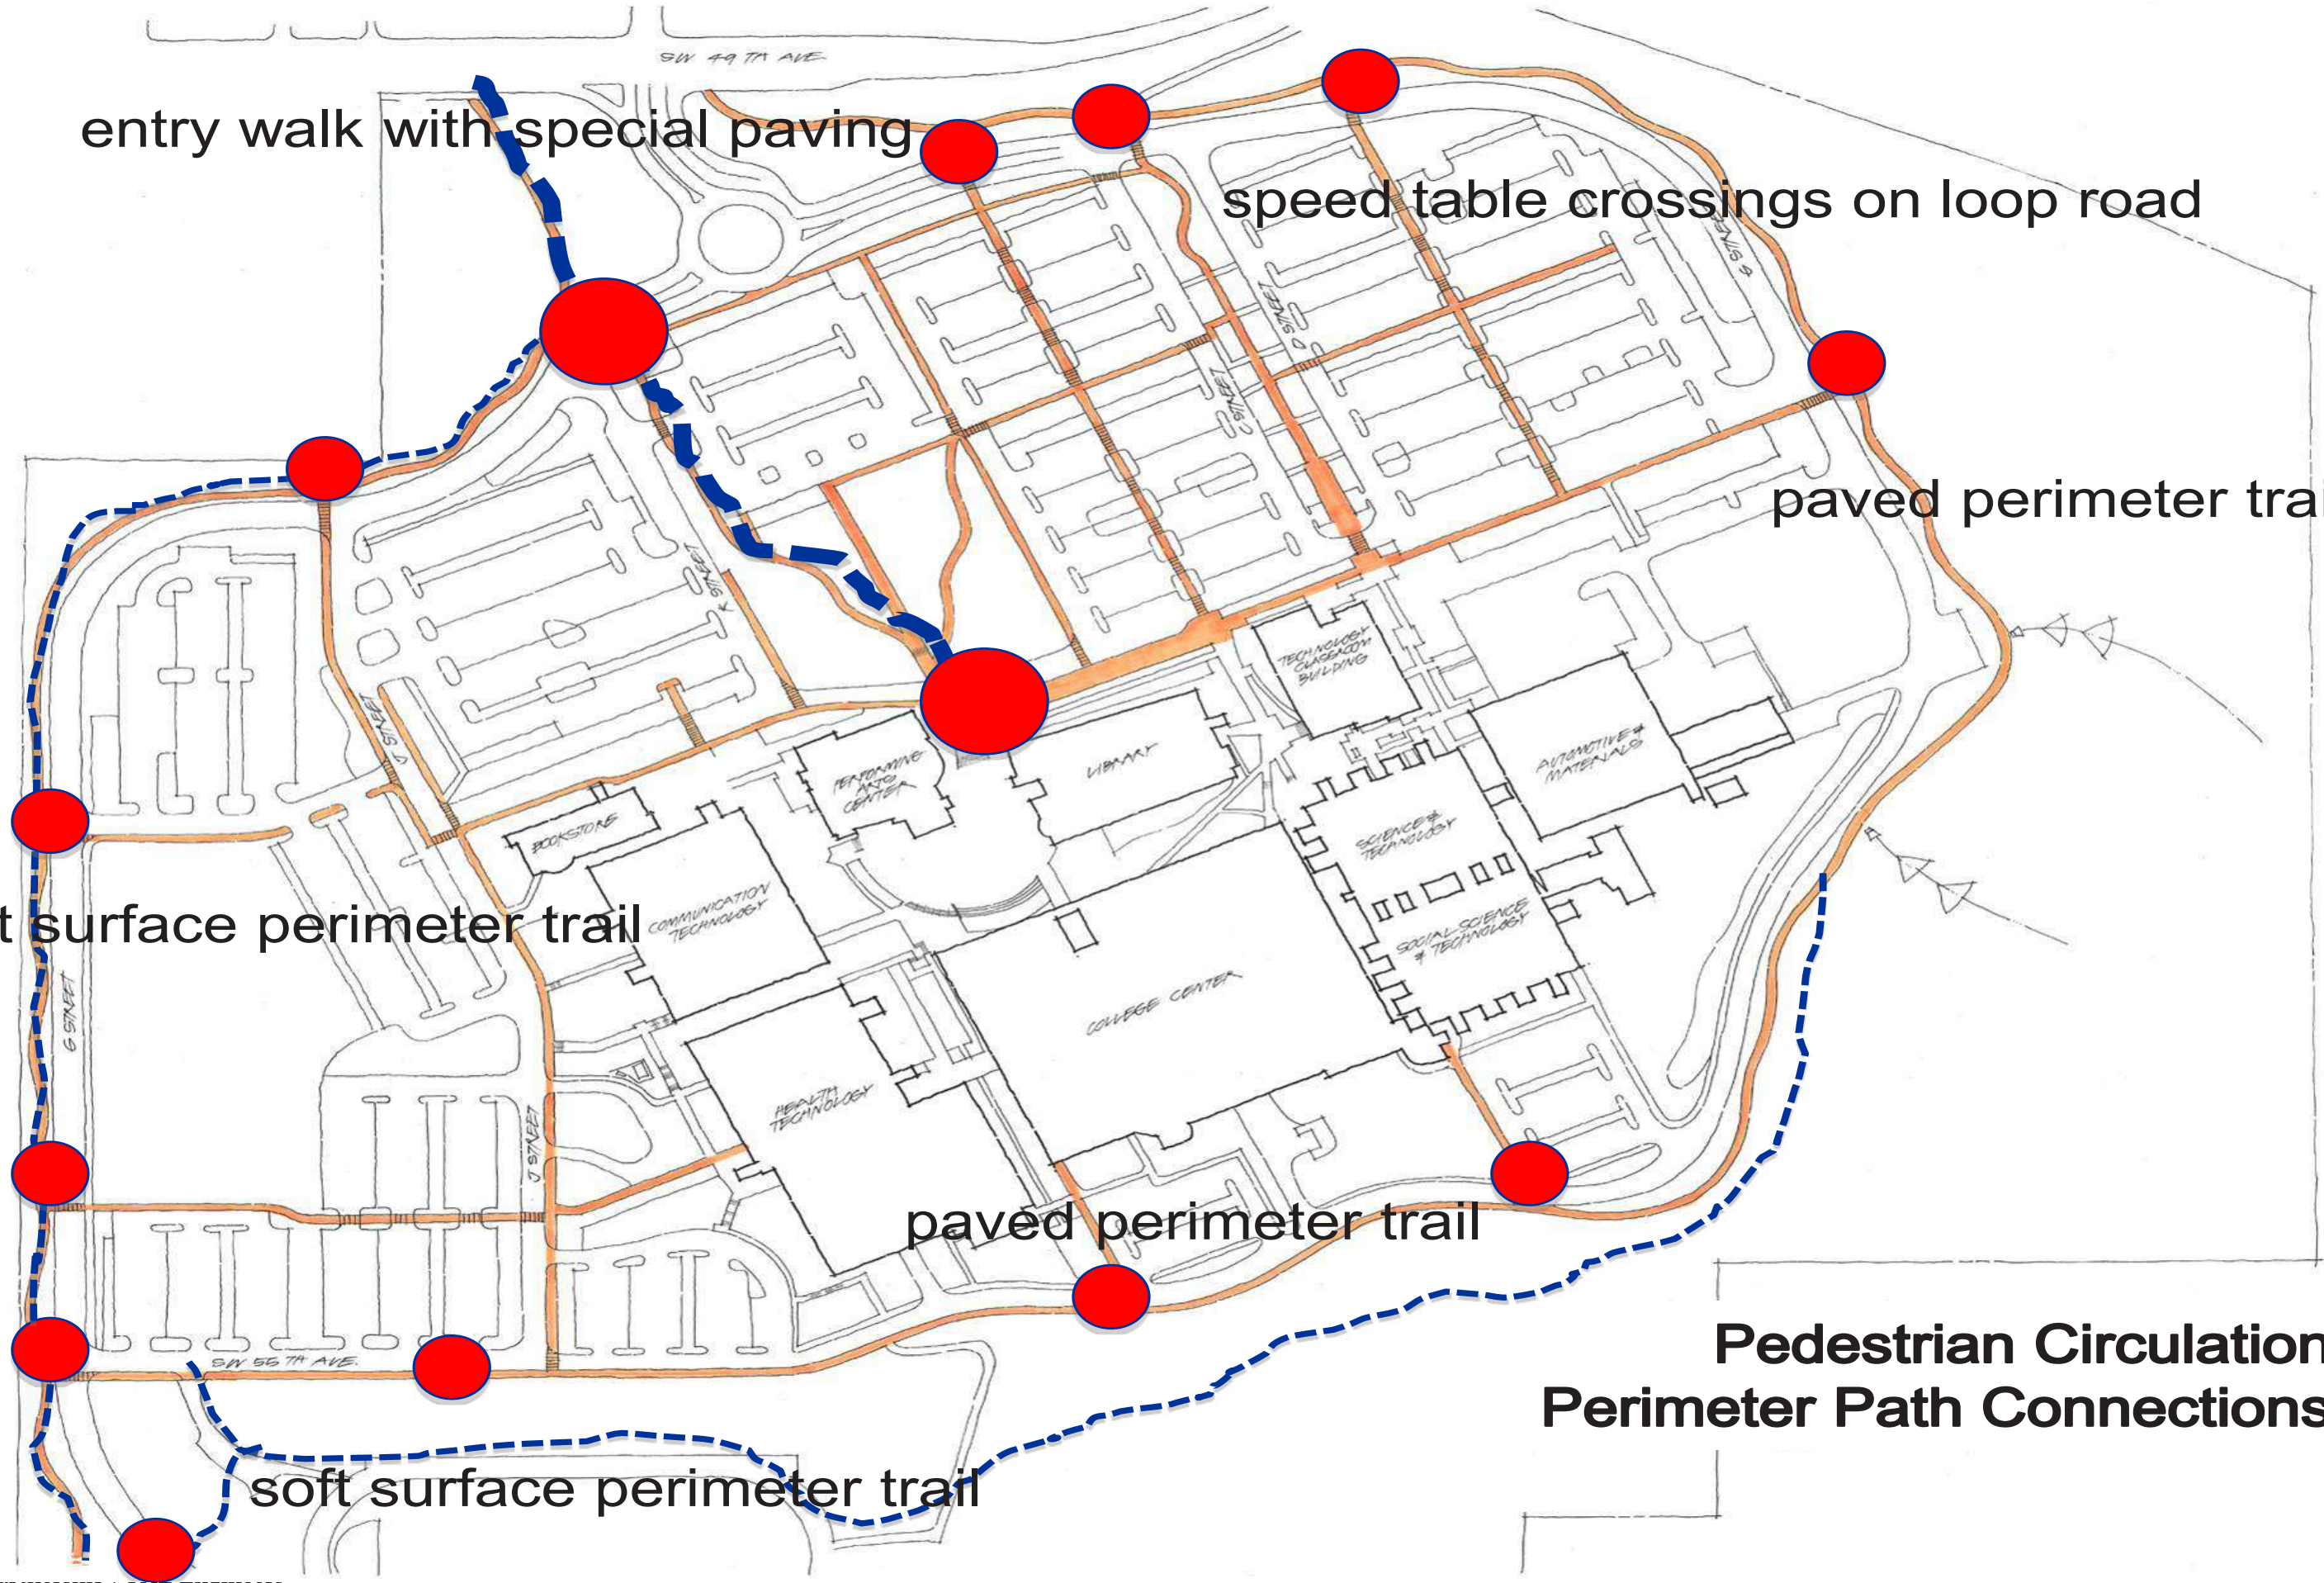 SW 49TH AVE.
entry walk with special paving
speed table crossings on loop road
G STREET
D STREET
C STREET
paved perimeter trai
K STREET
TECHNOLOGY
CLASSROOM
BUILDING
J STREET
PERFORMING
ARTS
CENTER
LIBRARY
AUTOMOTIVE &
MATERIALS
BOOKSTORE
SCIENCE &
TECHNOLOGY
COMMUNICATION
TECHNOLOGY
t surface perimeter trail
SOCIAL SCIENCE
& TECHNOLOGY
G STREET
COLLEGE CENTER
HEALTH
TECHNOLOGY
J STREET
paved perimeter trail
SW 55TH AVE.
Pedestrian Circulation
Perimeter Path Connections
soft surface perimeter trail